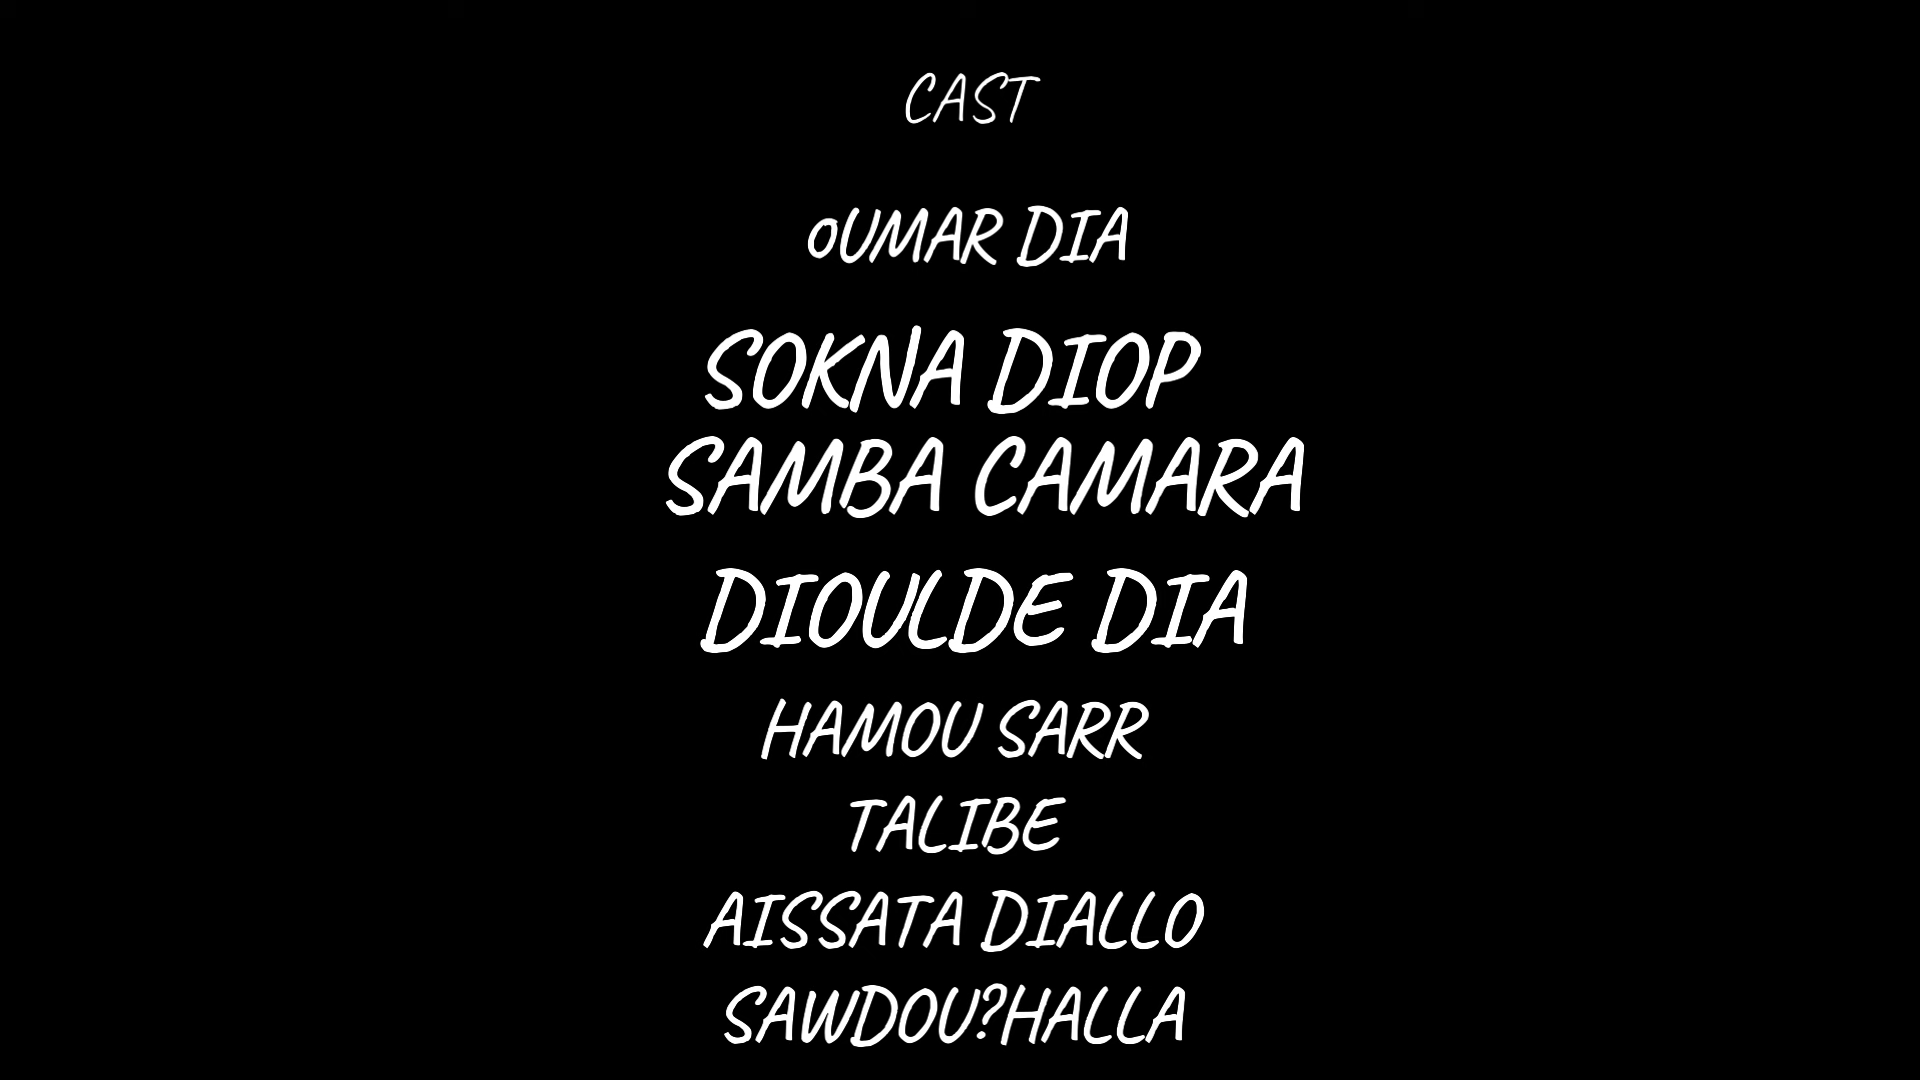 CAST
oUMAR DIA
SOKNA DIOP
SAMBA CAMARA
DIOULDE DIA
HAMOU SARR
TALIBE
AISSATA DIALLO
SAWDOU?HALLA